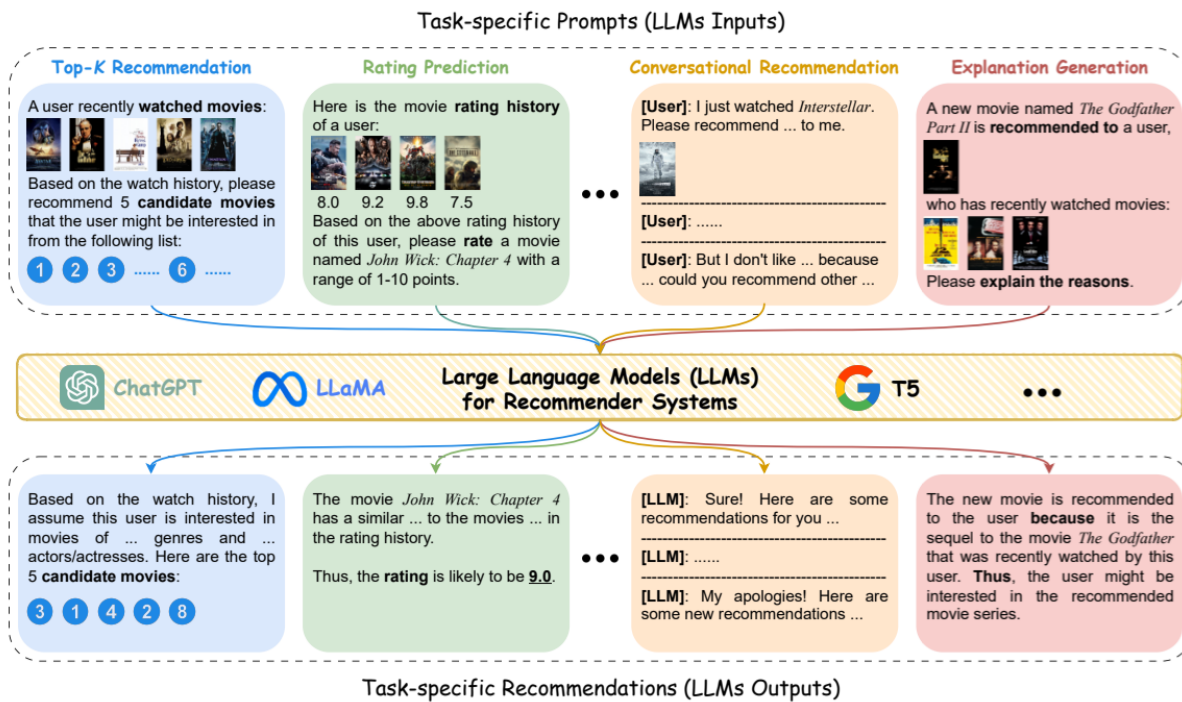 Task-specific Prompts (LLMs Inputs)
Top-K Recommendation
A user recently watched movies:
Based on the watch history, please
recommend 5 candidate movies
that the user might be interested in
from the following list:
1 2 3 ...... 6 ......
Rating Prediction
Here is the movie rating history
of a user:
8.0 9.2 9.8 7.5
Based on the above rating history
of this user, please rate a movie
named John Wick: Chapter 4 with a
range of 1-10 points.
Conversational Recommendation
[User]: I just watched Interstellar.
Please recommend ... to me.
[User]: ......
[User]: But I don't like ... because
... could you recommend other ...
Explanation Generation
A new movie named The Godfather
Part II is recommended to a user,
who has recently watched movies:
Please explain the reasons.
ChatGPT
LLaMA
Large Language Models (LLMs)
for Recommender Systems
T5
Based on the watch history, I
assume this user is interested in
movies of ... genres and ...
actors/actresses. Here are the top
5 candidate movies:
3 1 4 2 8
The movie John Wick: Chapter 4
has a similar ... to the movies ... in
the rating history.
Thus, the rating is likely to be 9.0.
[LLM]: Sure! Here are some
recommendations for you ...
[LLM]: ......
[LLM]: My apologies! Here are
some new recommendations ...
The new movie is recommended
to the user because it is the
sequel to the movie The Godfather
that was recently watched by this
user. Thus, the user might be
interested in the recommended
movie series.
Task-specific Recommendations (LLMs Outputs)